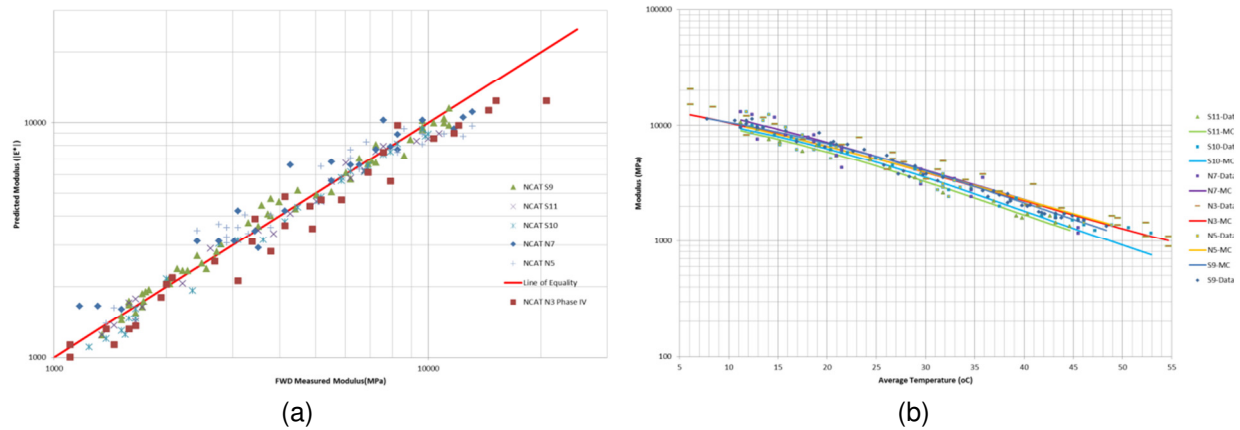 Predicted Modulus (|E*|)
10000
1000
1000
10000
FWD Measured Modulus(MPa)
NCAT S9
NCAT S11
NCAT S10
NCAT N7
NCAT N5
Line of Equality
NCAT N3 Phase IV
(a)
Modulus (MPa)
100000
10000
1000
100
5
10
15
20
25
30
35
40
45
50
55
Average Temperature (oC)
S11-Data
S11-MC
S10-Data
S10-MC
N7-Data
N7-MC
N3-Data
N3-MC
N5-Data
N5-MC
S9-MC
S9-Data
(b)